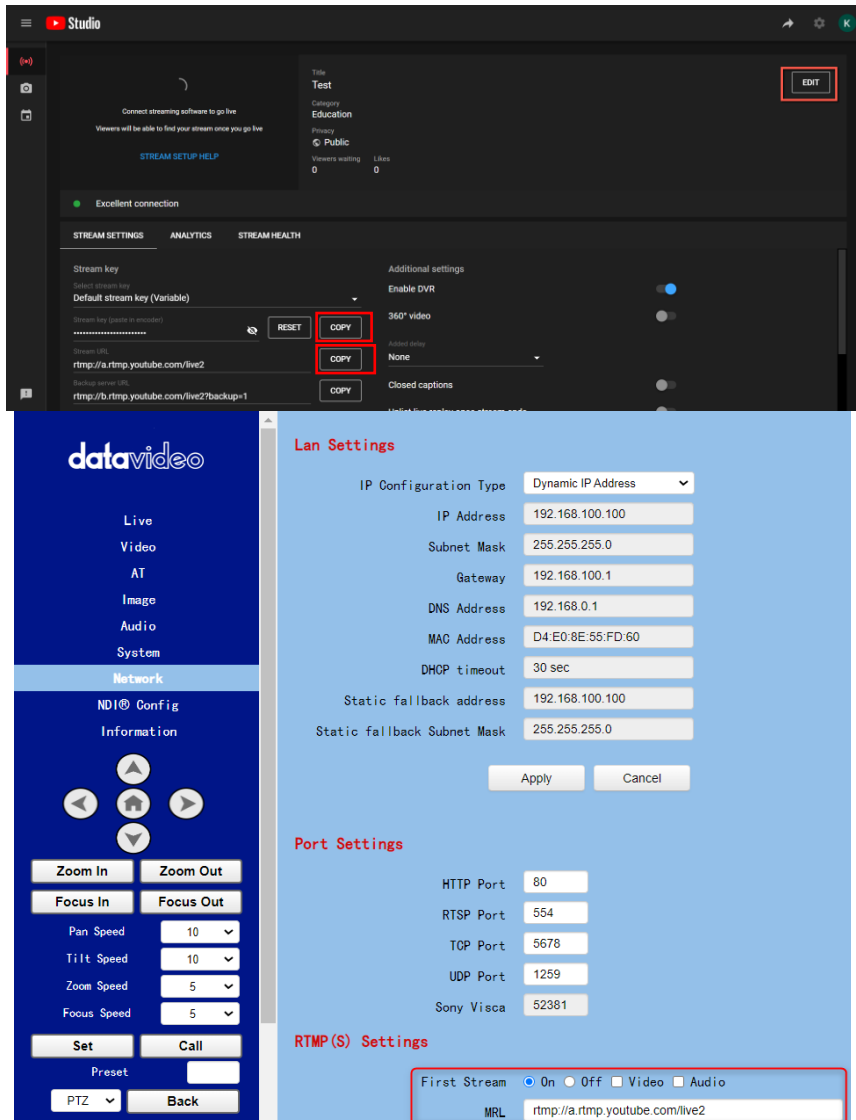 Studio
K
Connect streaming software to go live
Viewers will be able to find your stream once you go live
STREAM SETUP HELP
Title
Test
Category
Education
Privacy
Public
Viewers waiting Likes
0 0
EDIT
Excellent connection
STREAM SETTINGS ANALYTICS STREAM HEALTH
Stream key
Select stream key
Default stream key (Variable)
Stream key (paste in encoder)
RESET COPY
Stream URL
rtmp://a.rtmp.youtube.com/live2
COPY
Backup server URL
rtmp://b.rtmp.youtube.com/live2?backup=1
COPY
Additional settings
Enable DVR
360° video
Added delay
None
Closed captions
Unlist live replay once stream ends
datavideo
Live
Video
AT
Image
Audio
System
Network
NDI® Config
Information
Zoom In Zoom Out
Focus In Focus Out
Pan Speed 10
Tilt Speed 10
Zoom Speed 5
Focus Speed 5
Set Call
Preset
PTZ Back
Lan Settings
IP Configuration Type Dynamic IP Address
IP Address 192.168.100.100
Subnet Mask 255.255.255.0
Gateway 192.168.100.1
DNS Address 192.168.0.1
MAC Address D4:E0:8E:55:FD:60
DHCP timeout 30 sec
Static fallback address 192.168.100.100
Static fallback Subnet Mask 255.255.255.0
Apply Cancel
Port Settings
HTTP Port 80
RTSP Port 554
TCP Port 5678
UDP Port 1259
Sony Visca 52381
RTMP(S) Settings
First Stream On Off Video Audio
MRL rtmp://a.rtmp.youtube.com/live2